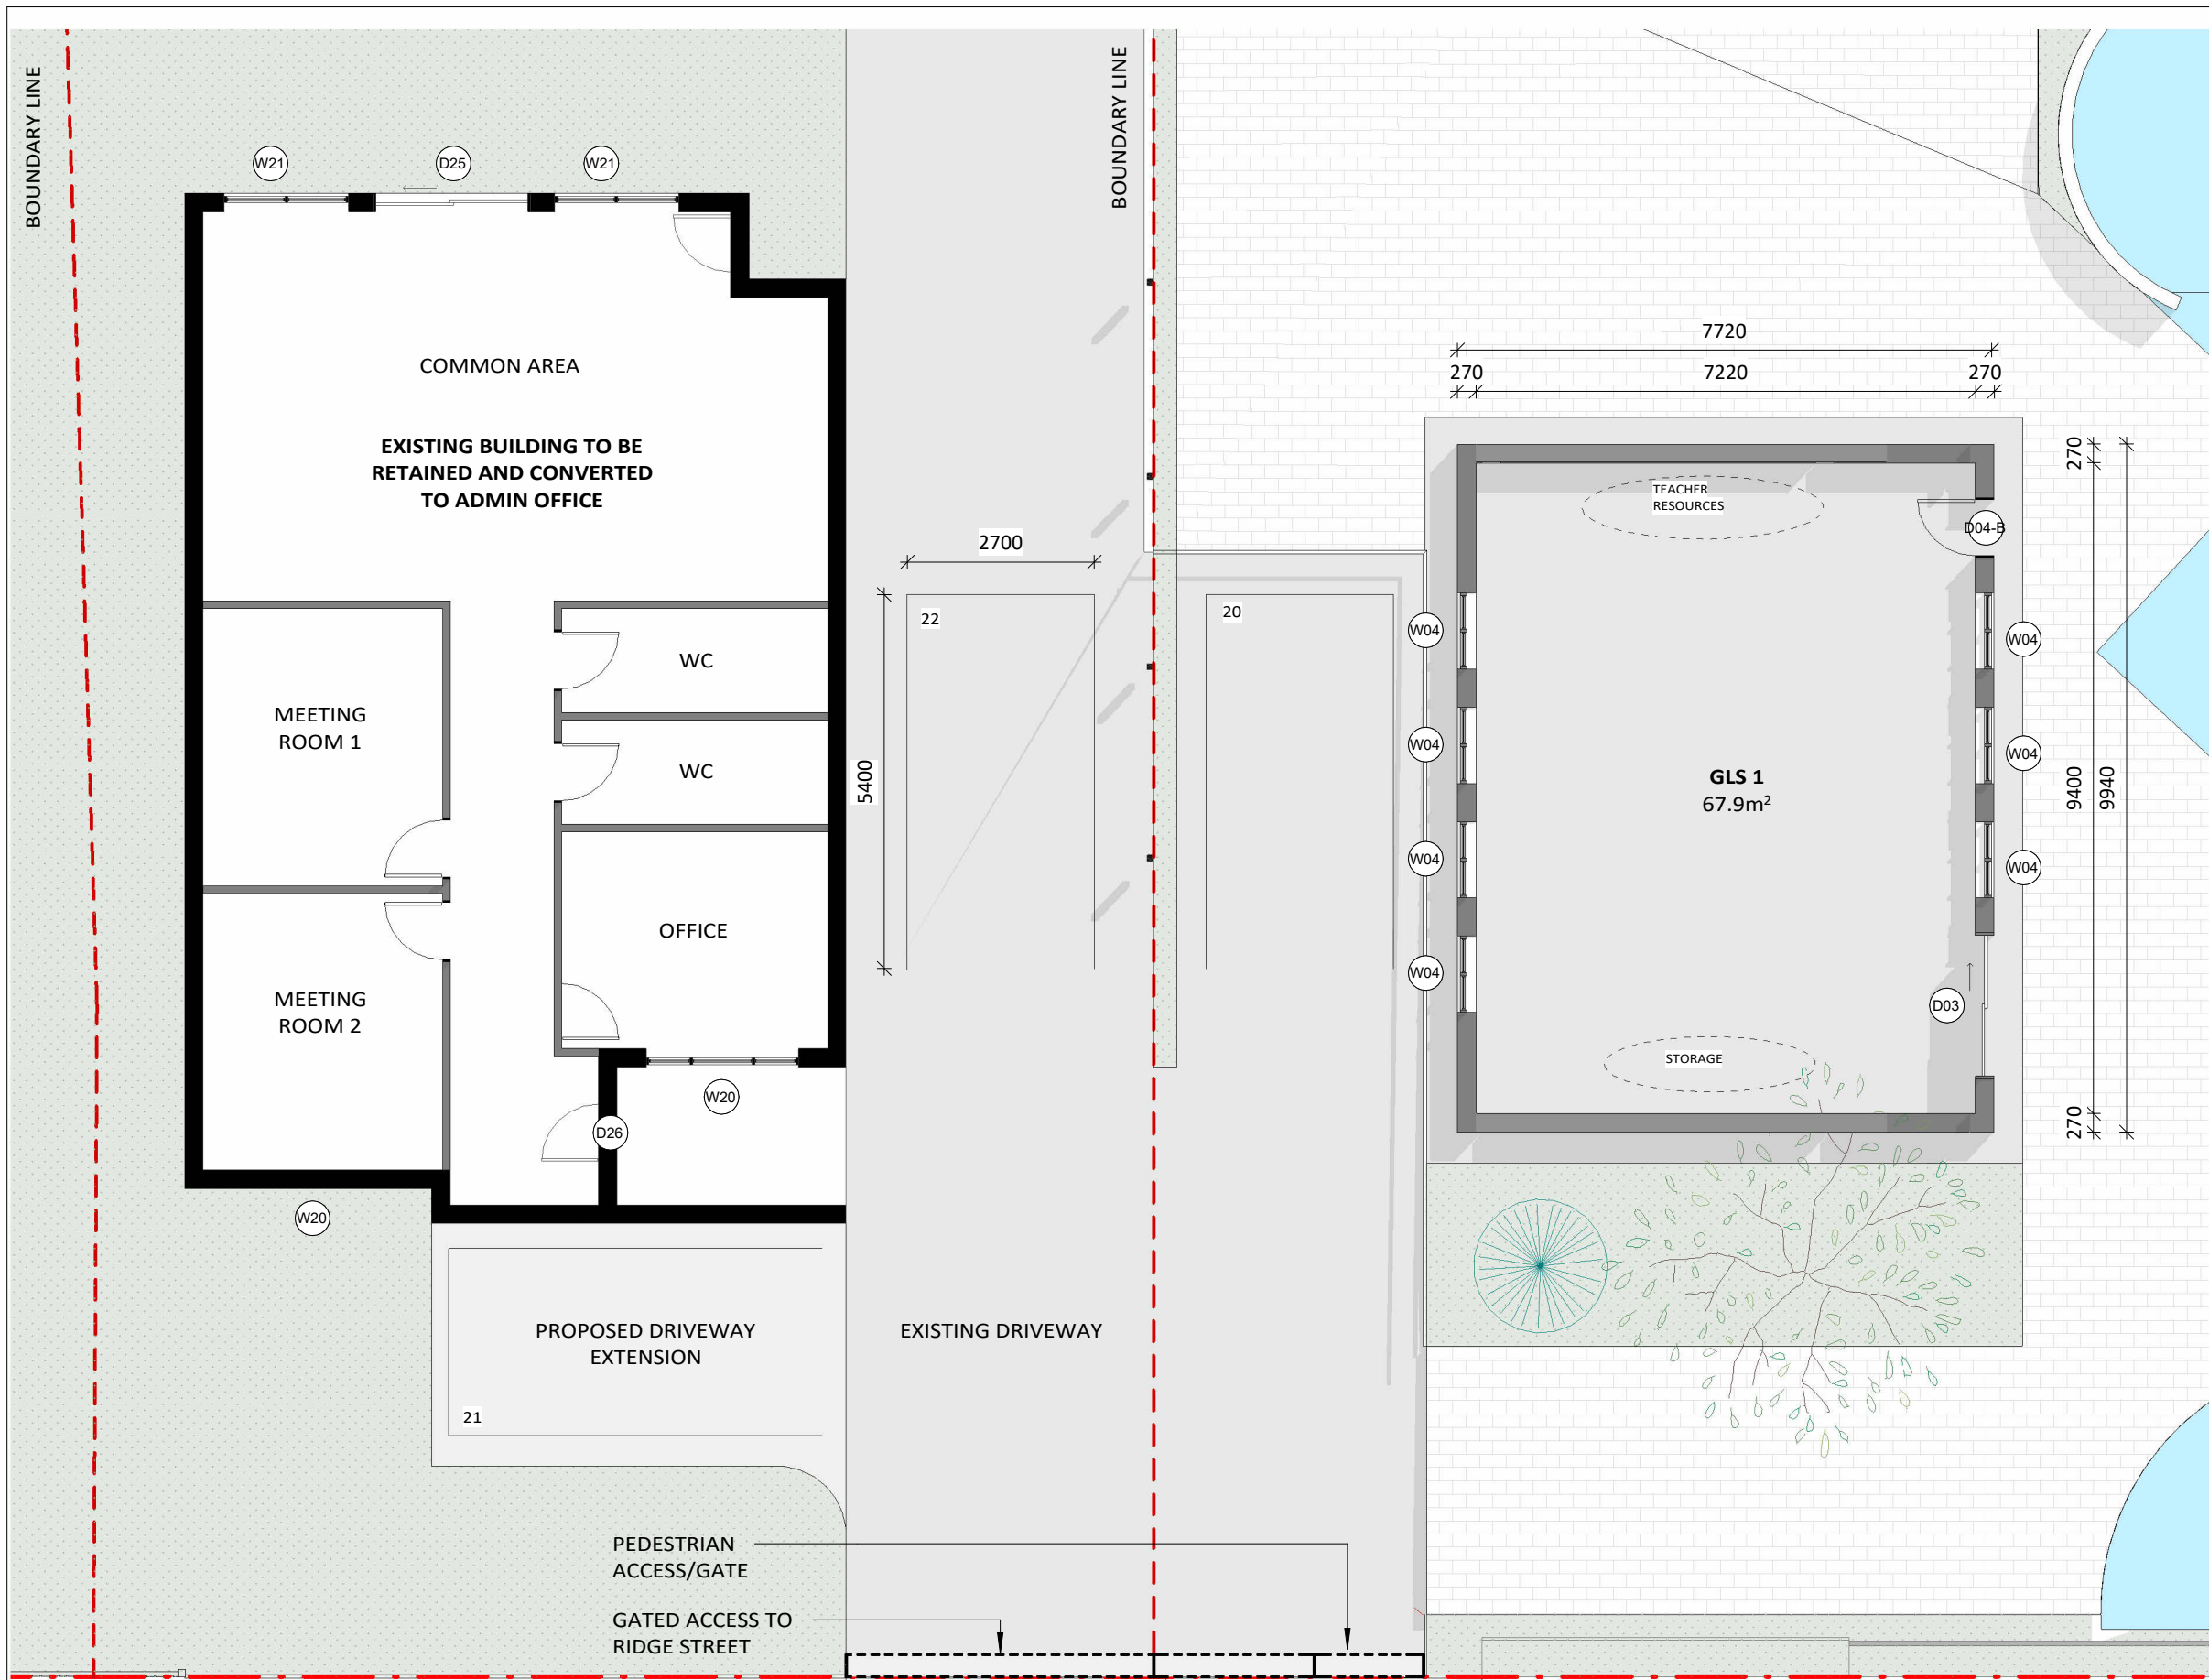 BOUNDARY LINE
BOUNDARY LINE
W21
D25
W21
COMMON AREA
EXISTING BUILDING TO BE
RETAINED AND CONVERTED
TO ADMIN OFFICE
MEETING
ROOM 1
WC
WC
MEETING
ROOM 2
OFFICE
W20
D26
W20
PROPOSED DRIVEWAY
EXTENSION
21
EXISTING DRIVEWAY
2700
5400
22
20
7720
270
7220
270
TEACHER
RESOURCES
D04-B
W04
W04
W04
W04
W04
W04
W04
GLS 1
67.9m²
D03
STORAGE
270
9400
9940
270
PEDESTRIAN
ACCESS/GATE
GATED ACCESS TO
RIDGE STREET